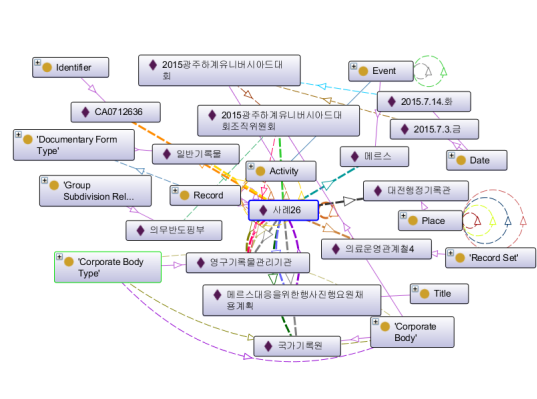 Identifier
2015광주하계유니버시아드대
회
Event
CA0712636
2015.7.14.화
2015광주하계유니버시아드대
회조직위원회
2015.7.3.금
'Documentary Form
Type'
일반기록물
메르스
Date
Activity
'Group
Subdivision Rel...
Record
대전행정기록관
사례26
Place
의무반도핑부
의료운영관계철4
'Record Set'
'Corporate Body
Type'
영구기록물관리기관
메르스대응을위한행사진행요원채
용계획
Title
국가기록원
'Corporate
Body'